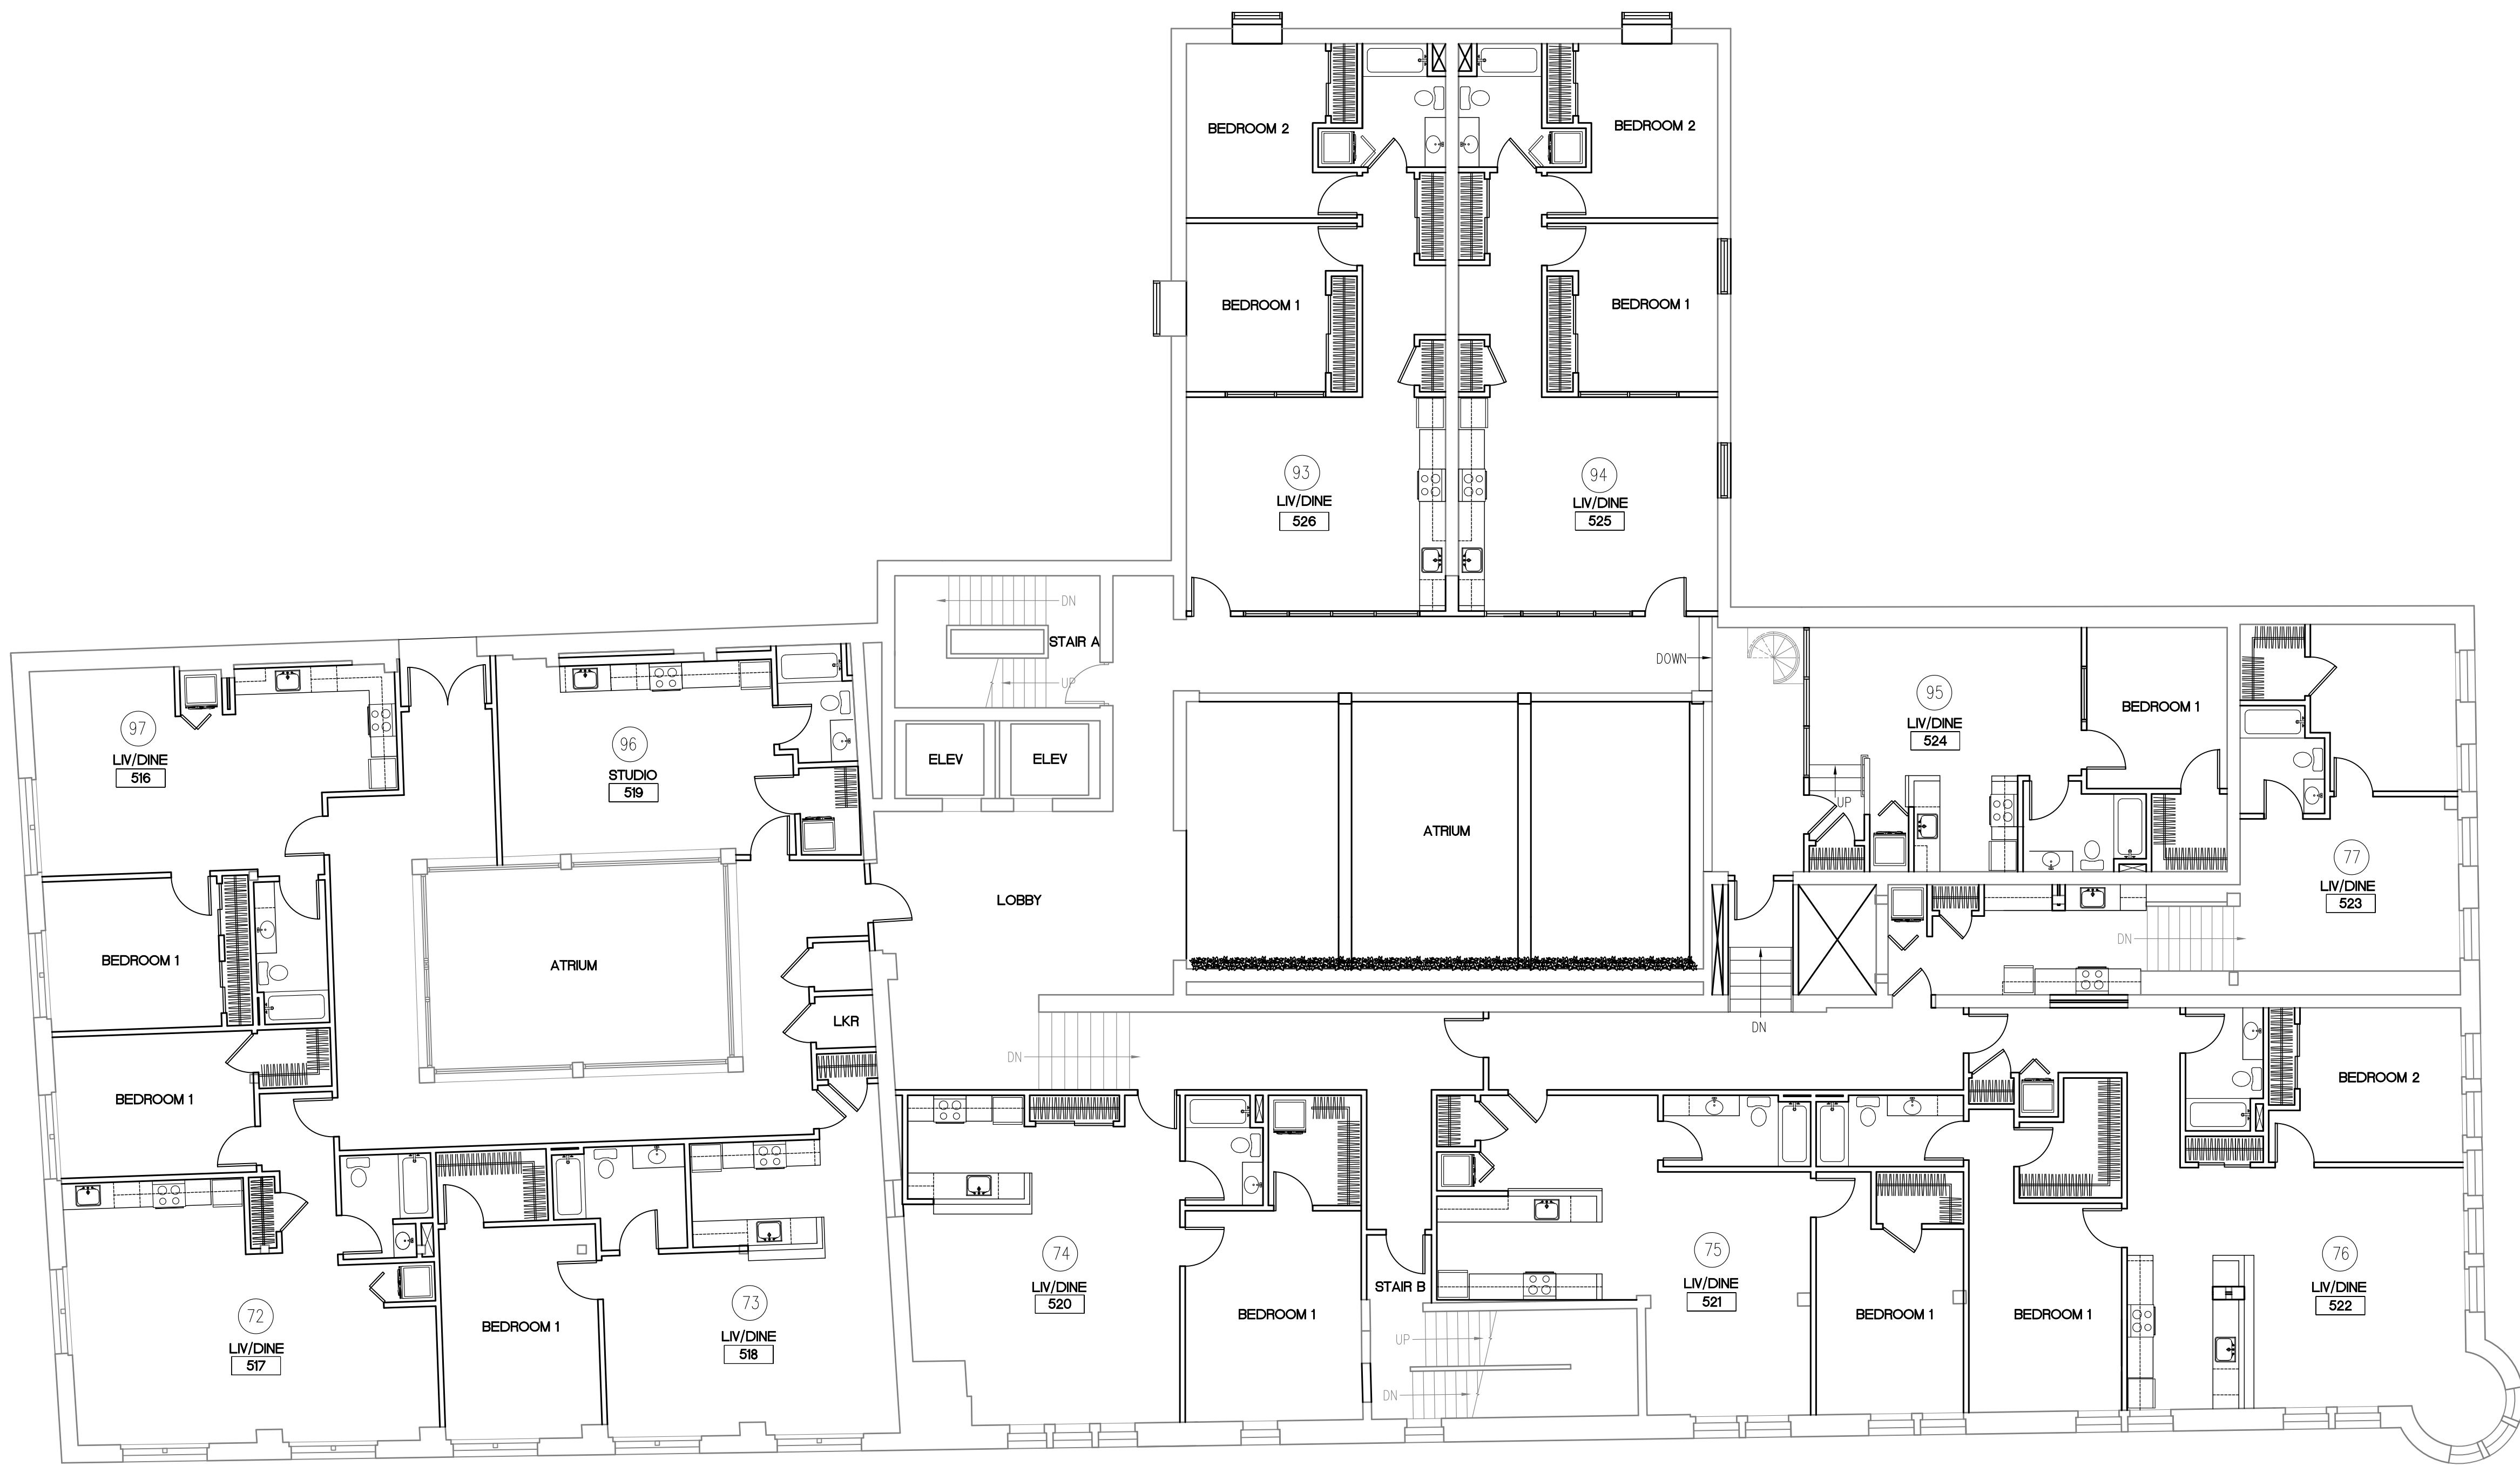 BEDROOM 2
BEDROOM 2
BEDROOM 1
BEDROOM 1
93
LIV/DINE
526
94
LIV/DINE
525
DN
STAIR A
UP
DOWN
ELEV
ELEV
97
LIV/DINE
516
96
STUDIO
519
95
LIV/DINE
524
UP
BEDROOM 1
ATRIUM
77
LIV/DINE
523
DN
LOBBY
BEDROOM 1
ATRIUM
LKR
DN
DN
BEDROOM 1
BEDROOM 2
72
LIV/DINE
517
BEDROOM 1
73
LIV/DINE
518
74
LIV/DINE
520
BEDROOM 1
STAIR B
UP
DN
75
LIV/DINE
521
BEDROOM 1
BEDROOM 1
76
LIV/DINE
522